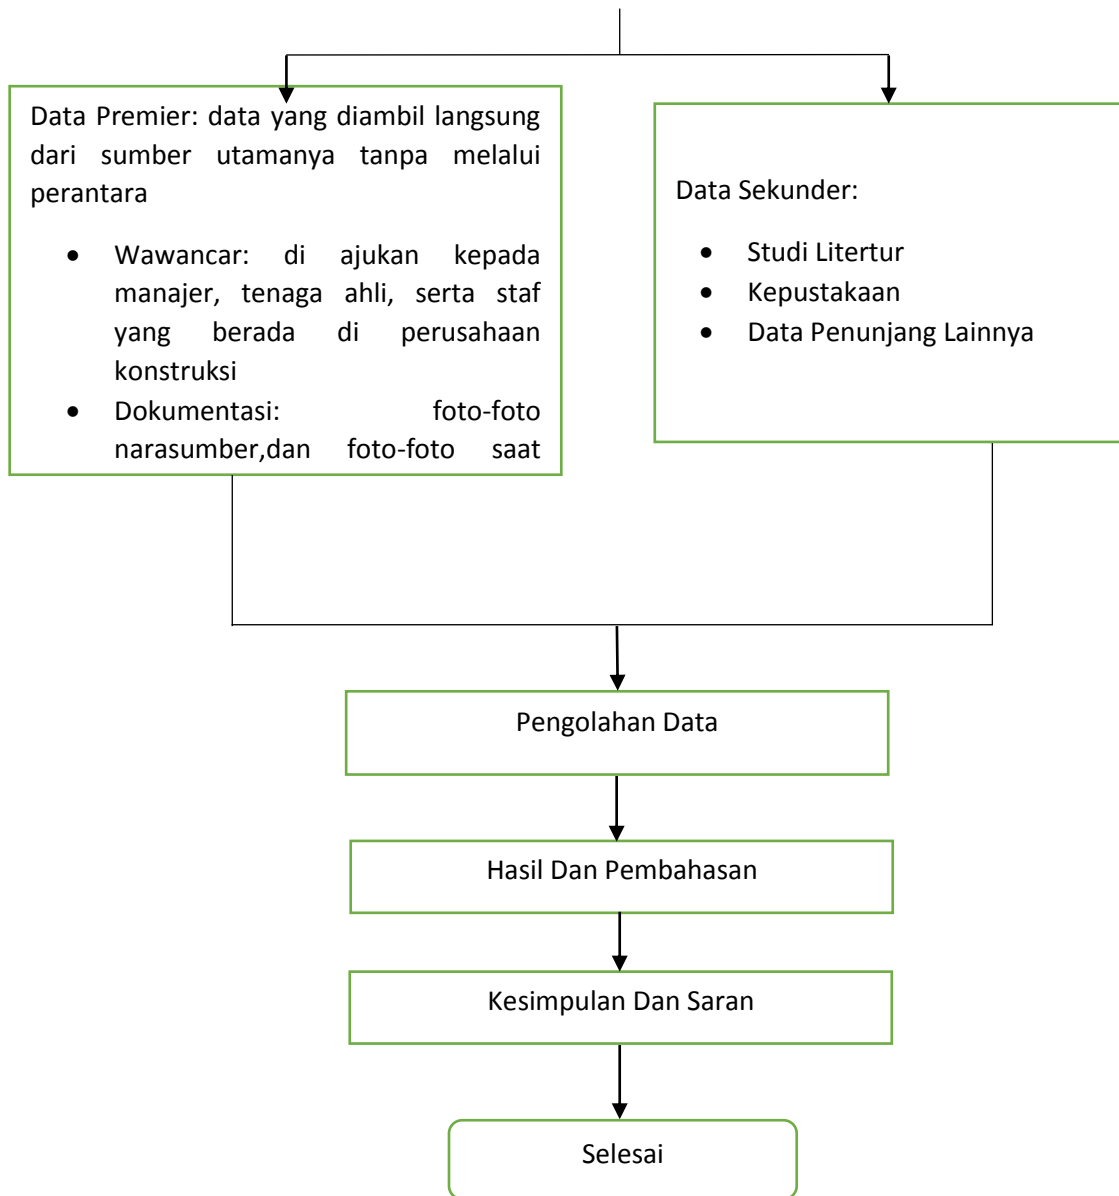 Data Premier: data yang diambil langsung
dari sumber utamanya tanpa melalui
perantara
• Wawancar: di ajukan kepada
manajer, tenaga ahli, serta staf
yang berada di perusahaan
konstruksi
• Dokumentasi: foto-foto
narasumber,dan foto-foto saat
Data Sekunder:
• Studi Litertur
• Kepustakaan
• Data Penunjang Lainnya
Pengolahan Data
Hasil Dan Pembahasan
Kesimpulan Dan Saran
Selesai